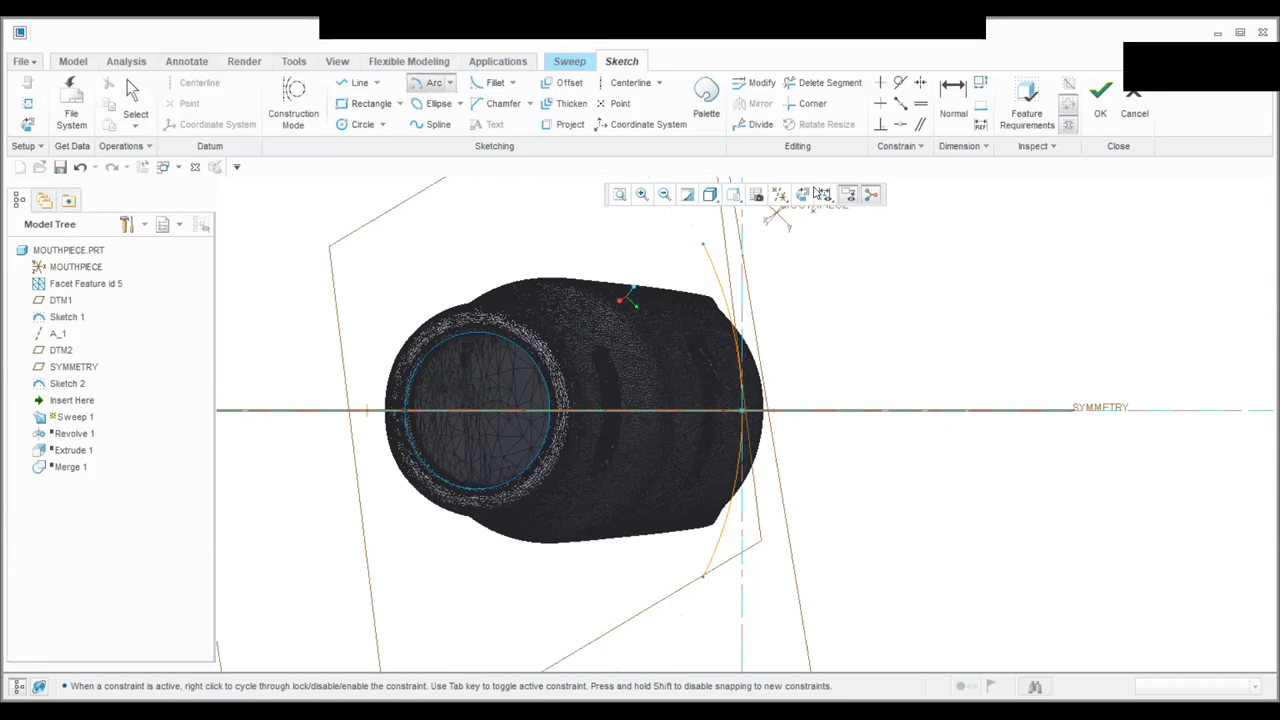 File Model Analysis Annotate Render Tools View Flexible Modeling Applications Sweep Sketch
Centerline Line Arc Fillet Offset Centerline Modify Delete Segment
File System Select Point Construction Mode Rectangle Ellipse Chamfer Thicken Point Palette Mirror Corner Normal Feature Requirements OK Cancel
Coordinate System Circle Spline Text Project Coordinate System Divide Rotate Resize
Setup Get Data Operations Datum Sketching Editing Constrain Dimension Inspect Close
Model Tree
MOUTHPIECE.PRT
MOUTHPIECE
Facet Feature id 5
DTM1
Sketch 1
A_1
DTM2
SYMMETRY
Sketch 2
Insert Here
Sweep 1
Revolve 1
Extrude 1
Merge 1
SYMMETRY
• When a constraint is active, right click to cycle through lock/disable/enable the constraint. Use Tab key to toggle active constraint. Press and hold Shift to disable snapping to new constraints.